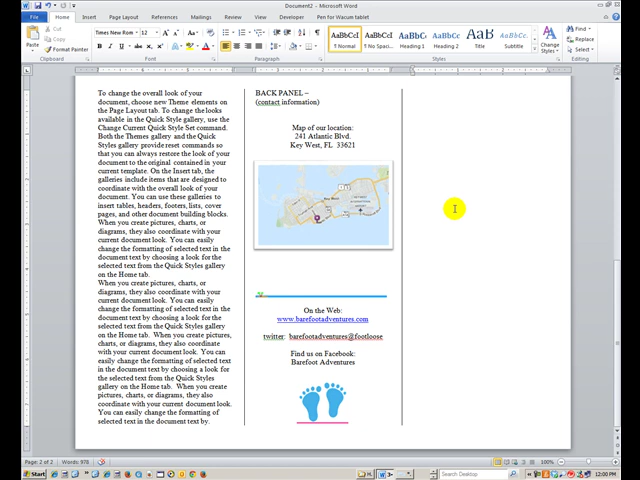 Document2 - Microsoft Word
File Home Insert Page Layout References Mailings Review View Developer Pen for Wacum tablet
Paste
Cut
Copy
Format Painter
Clipboard
Times New Ro 12
Font
Paragraph
AaBbCcI AaBbCcI AaBbCc
¶ Normal ¶ No Spaci... Heading 1 Heading 2 Title Subtitle
Change Styles
Styles
Find
Replace
Select
Editing
To change the overall look of your
document, choose new Theme elements on
the Page Layout tab. To change the looks
available in the Quick Style gallery, use the
Change Current Quick Style Set command.
Both the Themes gallery and the Quick
Styles gallery provide reset commands so
that you can always restore the look of your
document to the original contained in your
current template. On the Insert tab, the
galleries include items that are designed to
coordinate with the overall look of your
document. You can use these galleries to
insert tables, headers, footers, lists, cover
pages, and other document building blocks.
When you create pictures, charts, or
diagrams, they also coordinate with your
current document look. You can easily
change the formatting of selected text in the
document text by choosing a look for the
selected text from the Quick Styles gallery
on the Home tab.
When you create pictures, charts, or
diagrams, they also coordinate with your
current document look. You can easily
change the formatting of selected text in the
document text by choosing a look for the
selected text from the Quick Styles gallery
on the Home tab. When you create pictures,
charts, or diagrams, they also coordinate
with your current document look. You can
easily change the formatting of selected text
in the document text by choosing a look for
the selected text from the Quick Styles
gallery on the Home tab. When you create
pictures, charts, or diagrams, they also
coordinate with your current document look.
You can easily change the formatting of
selected text in the document text by.
BACK PANEL –
(contact information)
Map of our location:
241 Atlantic Blvd.
Key West, FL 33621
On the Web:
www.barefootadventures.com
twitter: barefootadventures@footloose
Find us on Facebook:
Barefoot Adventures
Page: 2 of 2 Words: 978 100%
Start Search Desktop 12:00 PM